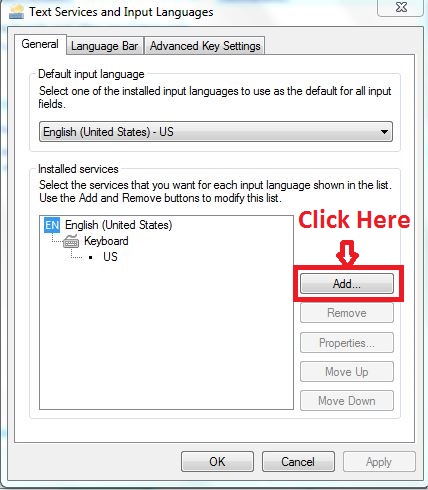 Text Services and Input Languages
General
Language Bar
Advanced Key Settings
Default input language
Select one of the installed input languages to use as the default for all input
fields.
English (United States) - US
Installed services
Select the services that you want for each input language shown in the list.
Use the Add and Remove buttons to modify this list.
EN English (United States)
Keyboard
US
Click Here
Add...
Remove
Properties...
Move Up
Move Down
OK
Cancel
Apply